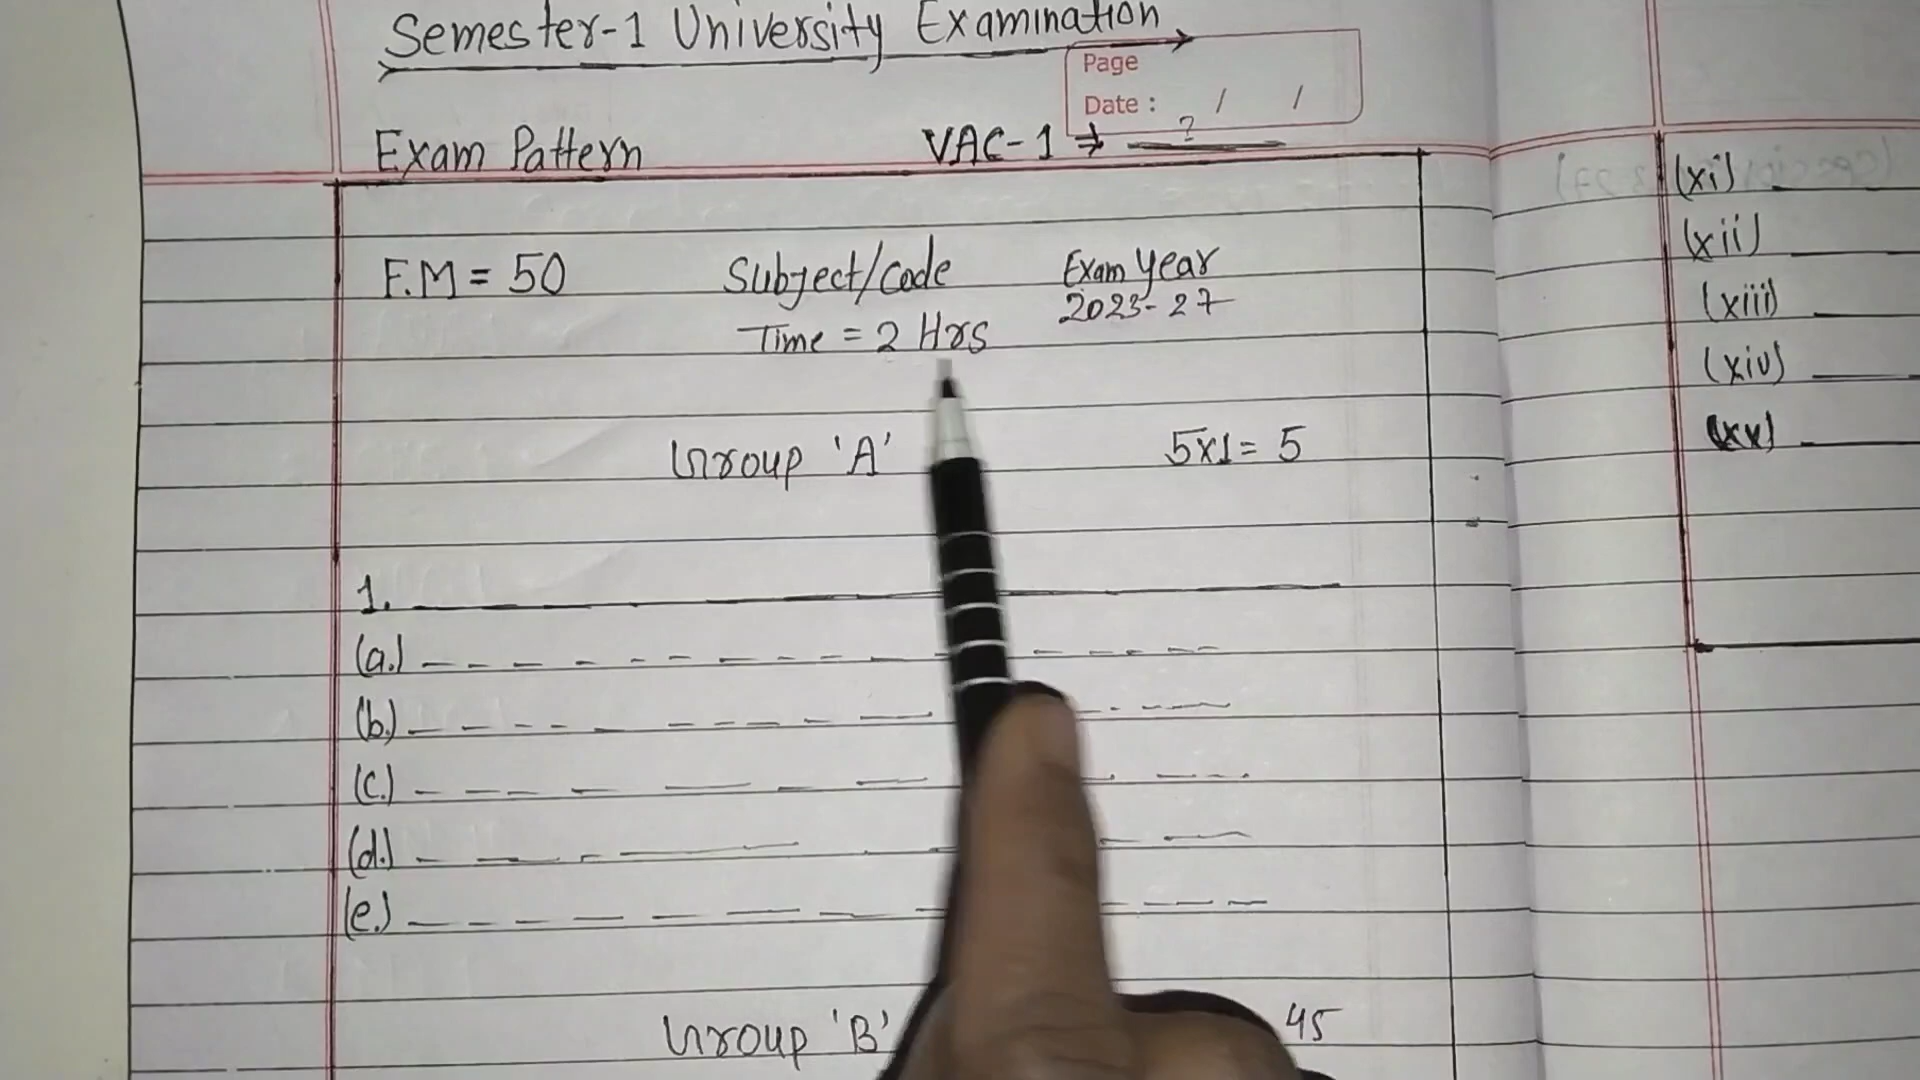 Semester-1 University Examination
Page
Date : / /
Exam Pattern VAC-1 → ?
F.M = 50 Subject/Code Exam Year
2023-27
Time = 2 Hrs
Group 'A' 5x1= 5
1.
(a.)
(b.)
(c.)
(d.)
(e.)
Group 'B' 45
(xi)
(xii)
(xiii)
(xiv)
(xv)